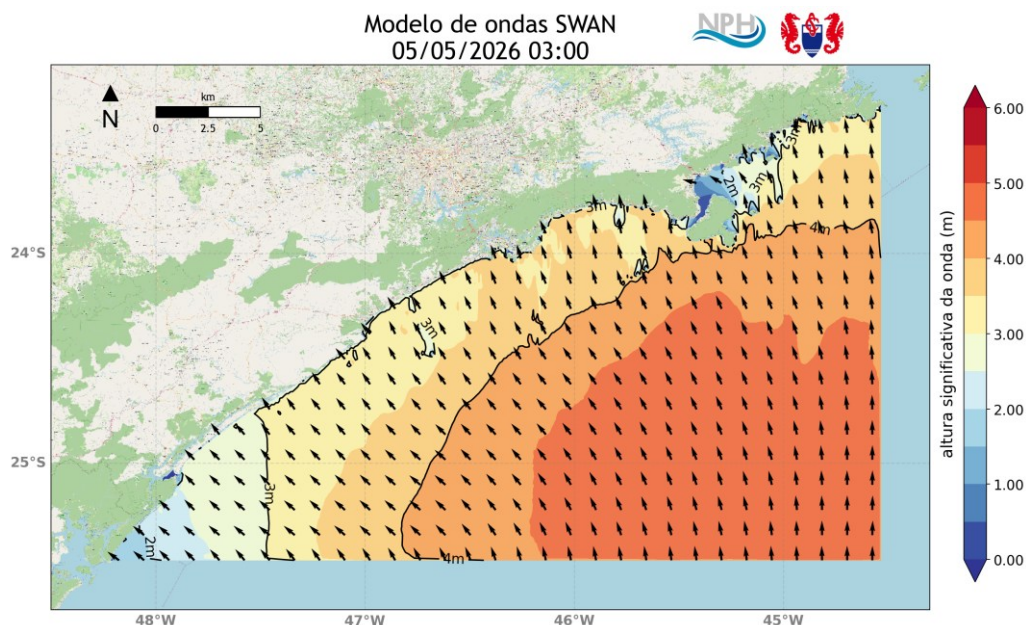 Modelo de ondas SWAN
05/05/2026 03:00
NPH
km
0 2.5 5
N
24°S
25°S
48°W 47°W 46°W 45°W
3m
3m
2m
3m
4m
3m
3m
2m
4m
6.00
5.00
4.00
3.00
2.00
1.00
0.00
altura significativa da onda (m)